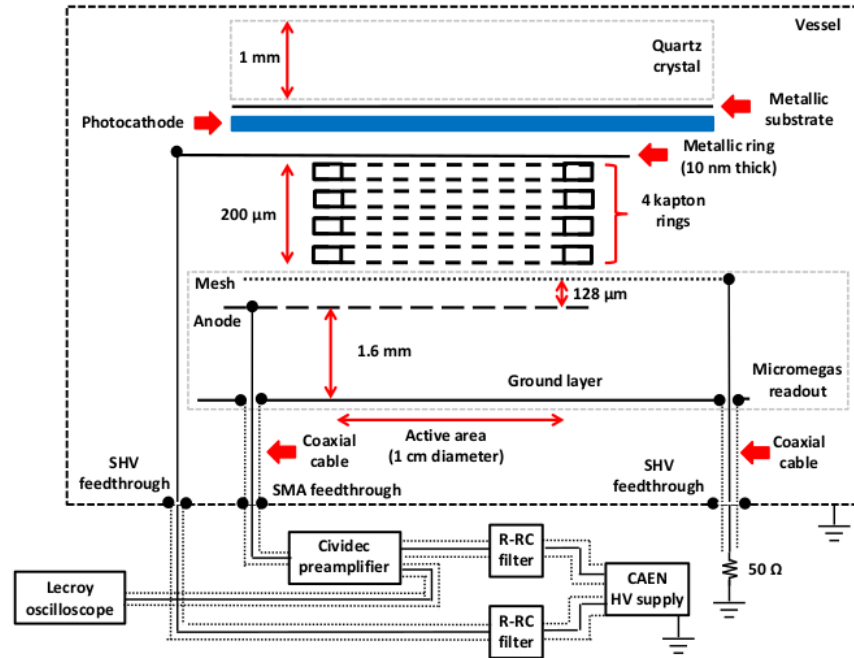 Vessel
1 mm
Quartz
crystal
Photocathode
Metallic
substrate
Metallic ring
(10 nm thick)
200 µm
4 kapton
rings
Mesh
128 µm
Anode
1.6 mm
Ground layer
Micromegas
readout
Coaxial
cable
Active area
(1 cm diameter)
Coaxial
cable
SHV
feedthrough
SMA feedthrough
SHV
feedthrough
Cividec
preamplifier
R-RC
filter
CAEN
HV supply
50 Ω
Lecroy
oscilloscope
R-RC
filter